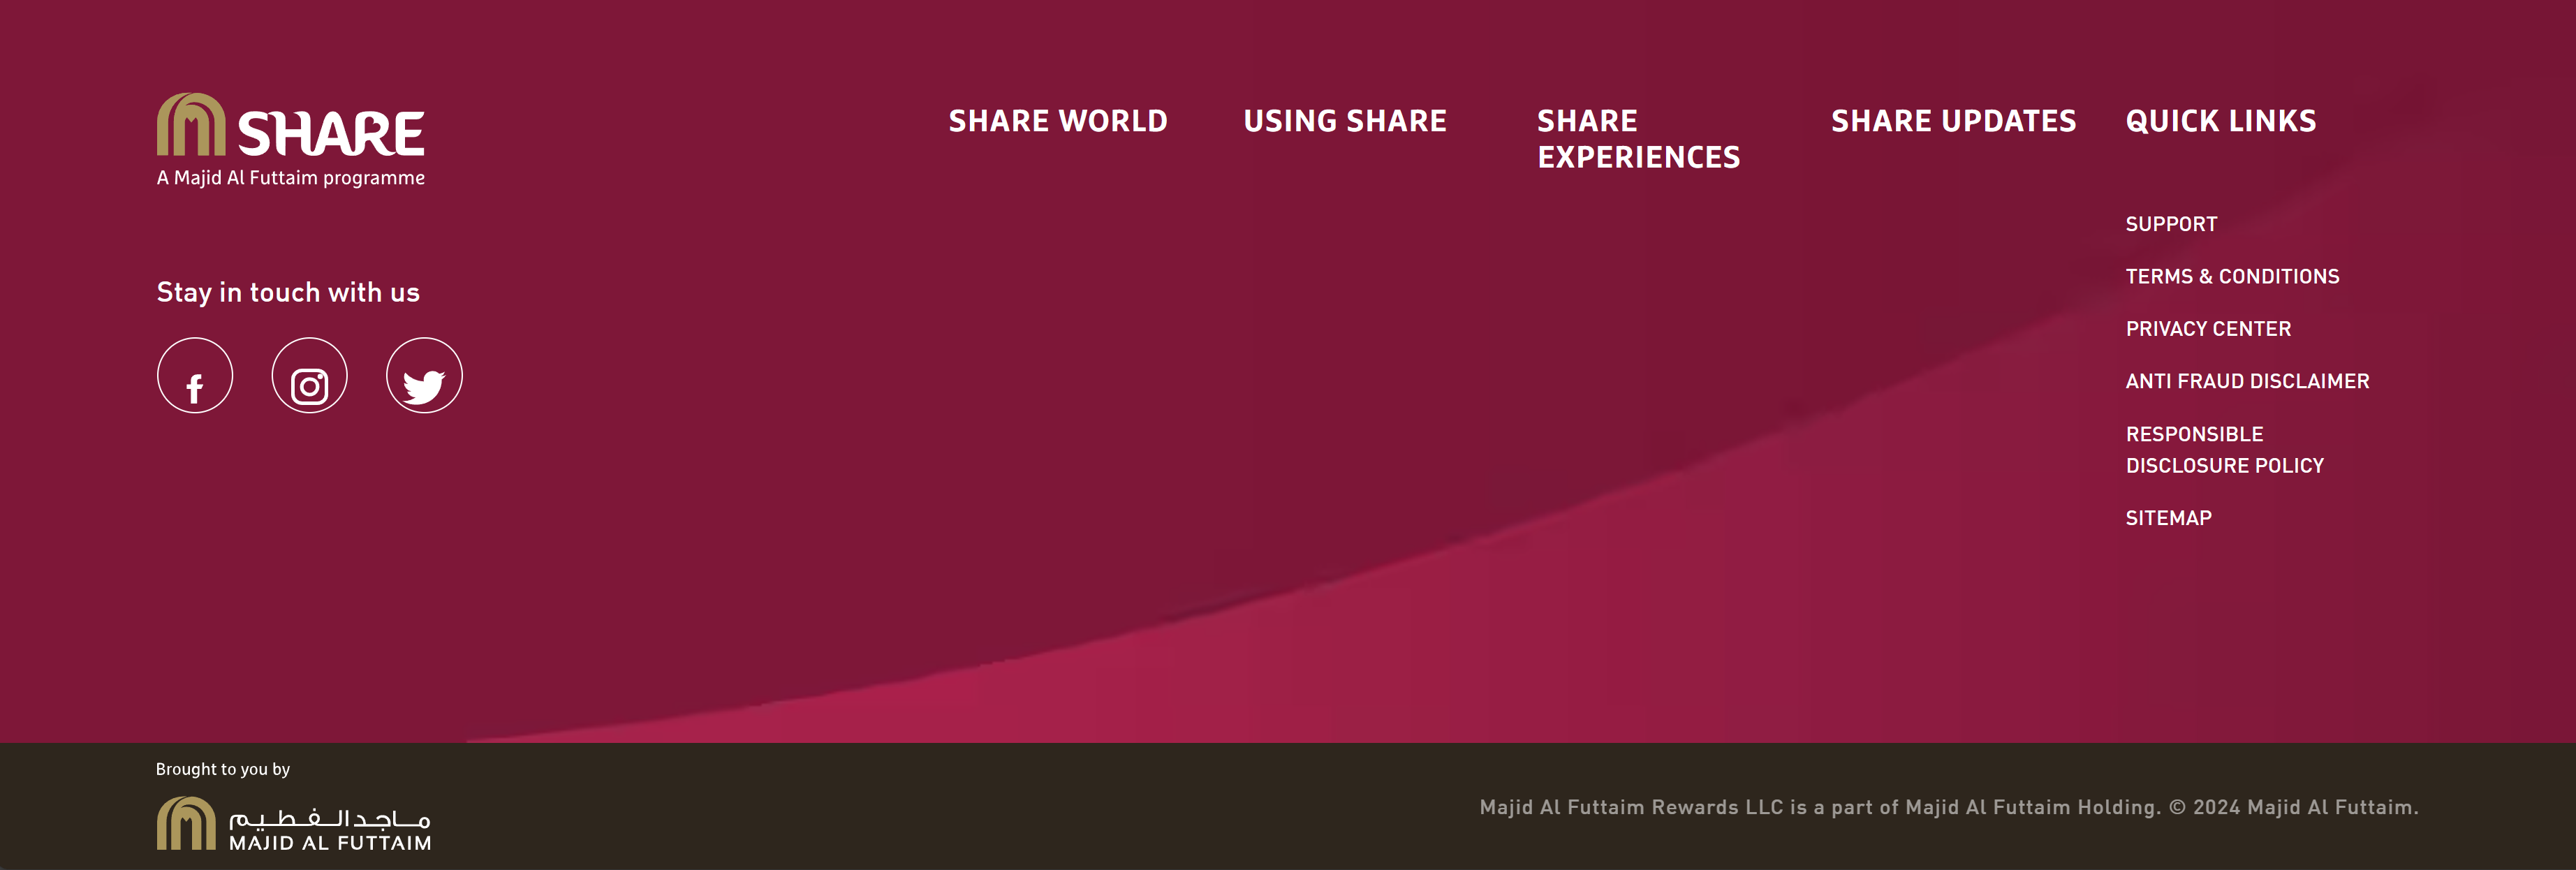 SHARE
A Majid Al Futtaim programme
Stay in touch with us
SHARE WORLD
USING SHARE
SHARE
EXPERIENCES
SHARE UPDATES
QUICK LINKS
SUPPORT
TERMS & CONDITIONS
PRIVACY CENTER
ANTI FRAUD DISCLAIMER
RESPONSIBLE
DISCLOSURE POLICY
SITEMAP
Brought to you by
ماجد الفطيم
MAJID AL FUTTAIM
Majid Al Futtaim Rewards LLC is a part of Majid Al Futtaim Holding. © 2024 Majid Al Futtaim.